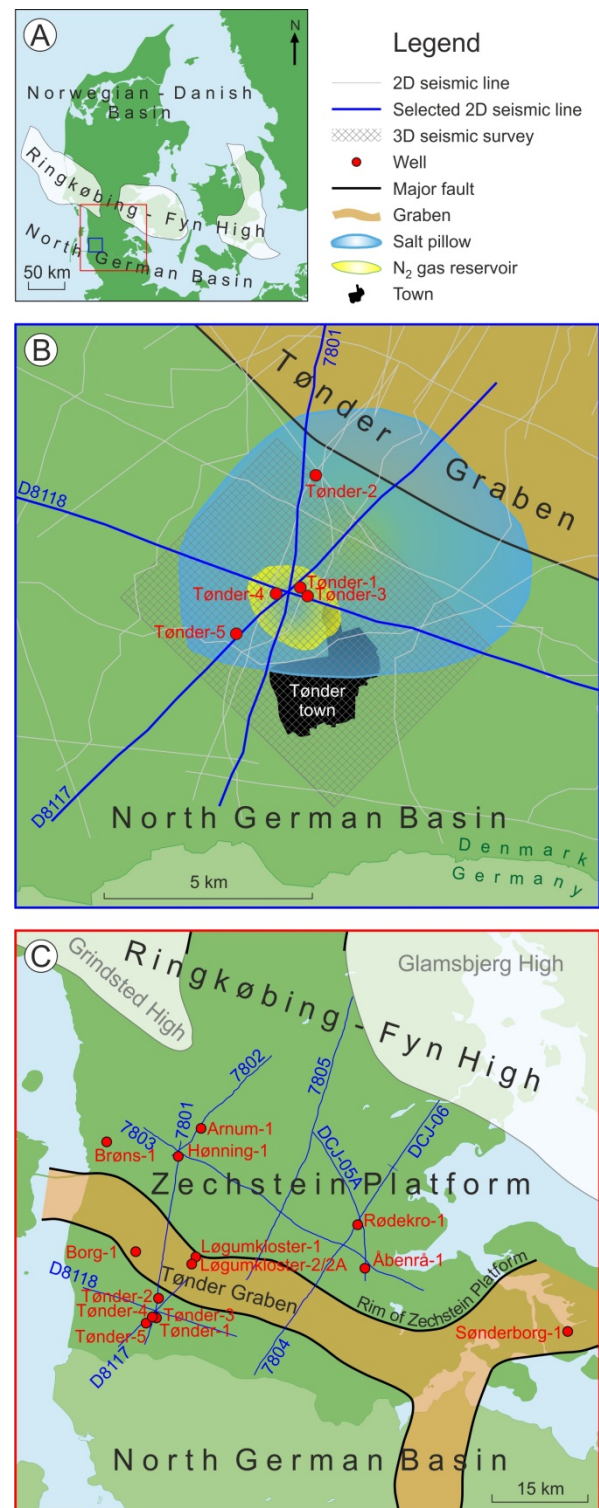 A
N
Norwegian - Danish
Basin
Ringkøbing - Fyn High
North German Basin
50 km
Legend
2D seismic line
Selected 2D seismic line
3D seismic survey
Well
Major fault
Graben
Salt pillow
N₂ gas reservoir
Town
B
7801
Tønder Graben
D8118
Tønder-2
Tønder-1
Tønder-4
Tønder-3
Tønder-5
Tønder
town
D8117
North German Basin
Denmark
Germany
5 km
C
Grindsted High
Ringkøbing - Fyn High
Glamsbjerg High
7802
7801
7805
7803
DCJ-05A
DCJ-06
Arnum-1
Brøns-1
Hønning-1
Zechstein Platform
Rødekro-1
Borg-1
Løgumkloster-1
Løgumkloster-2/2A
Åbenrå-1
Tønder Graben
Rim of Zechstein Platform
D8118
Tønder-2
Tønder-4
Tønder-3
Tønder-5
Tønder-1
D8117
7804
Sønderborg-1
North German Basin
15 km